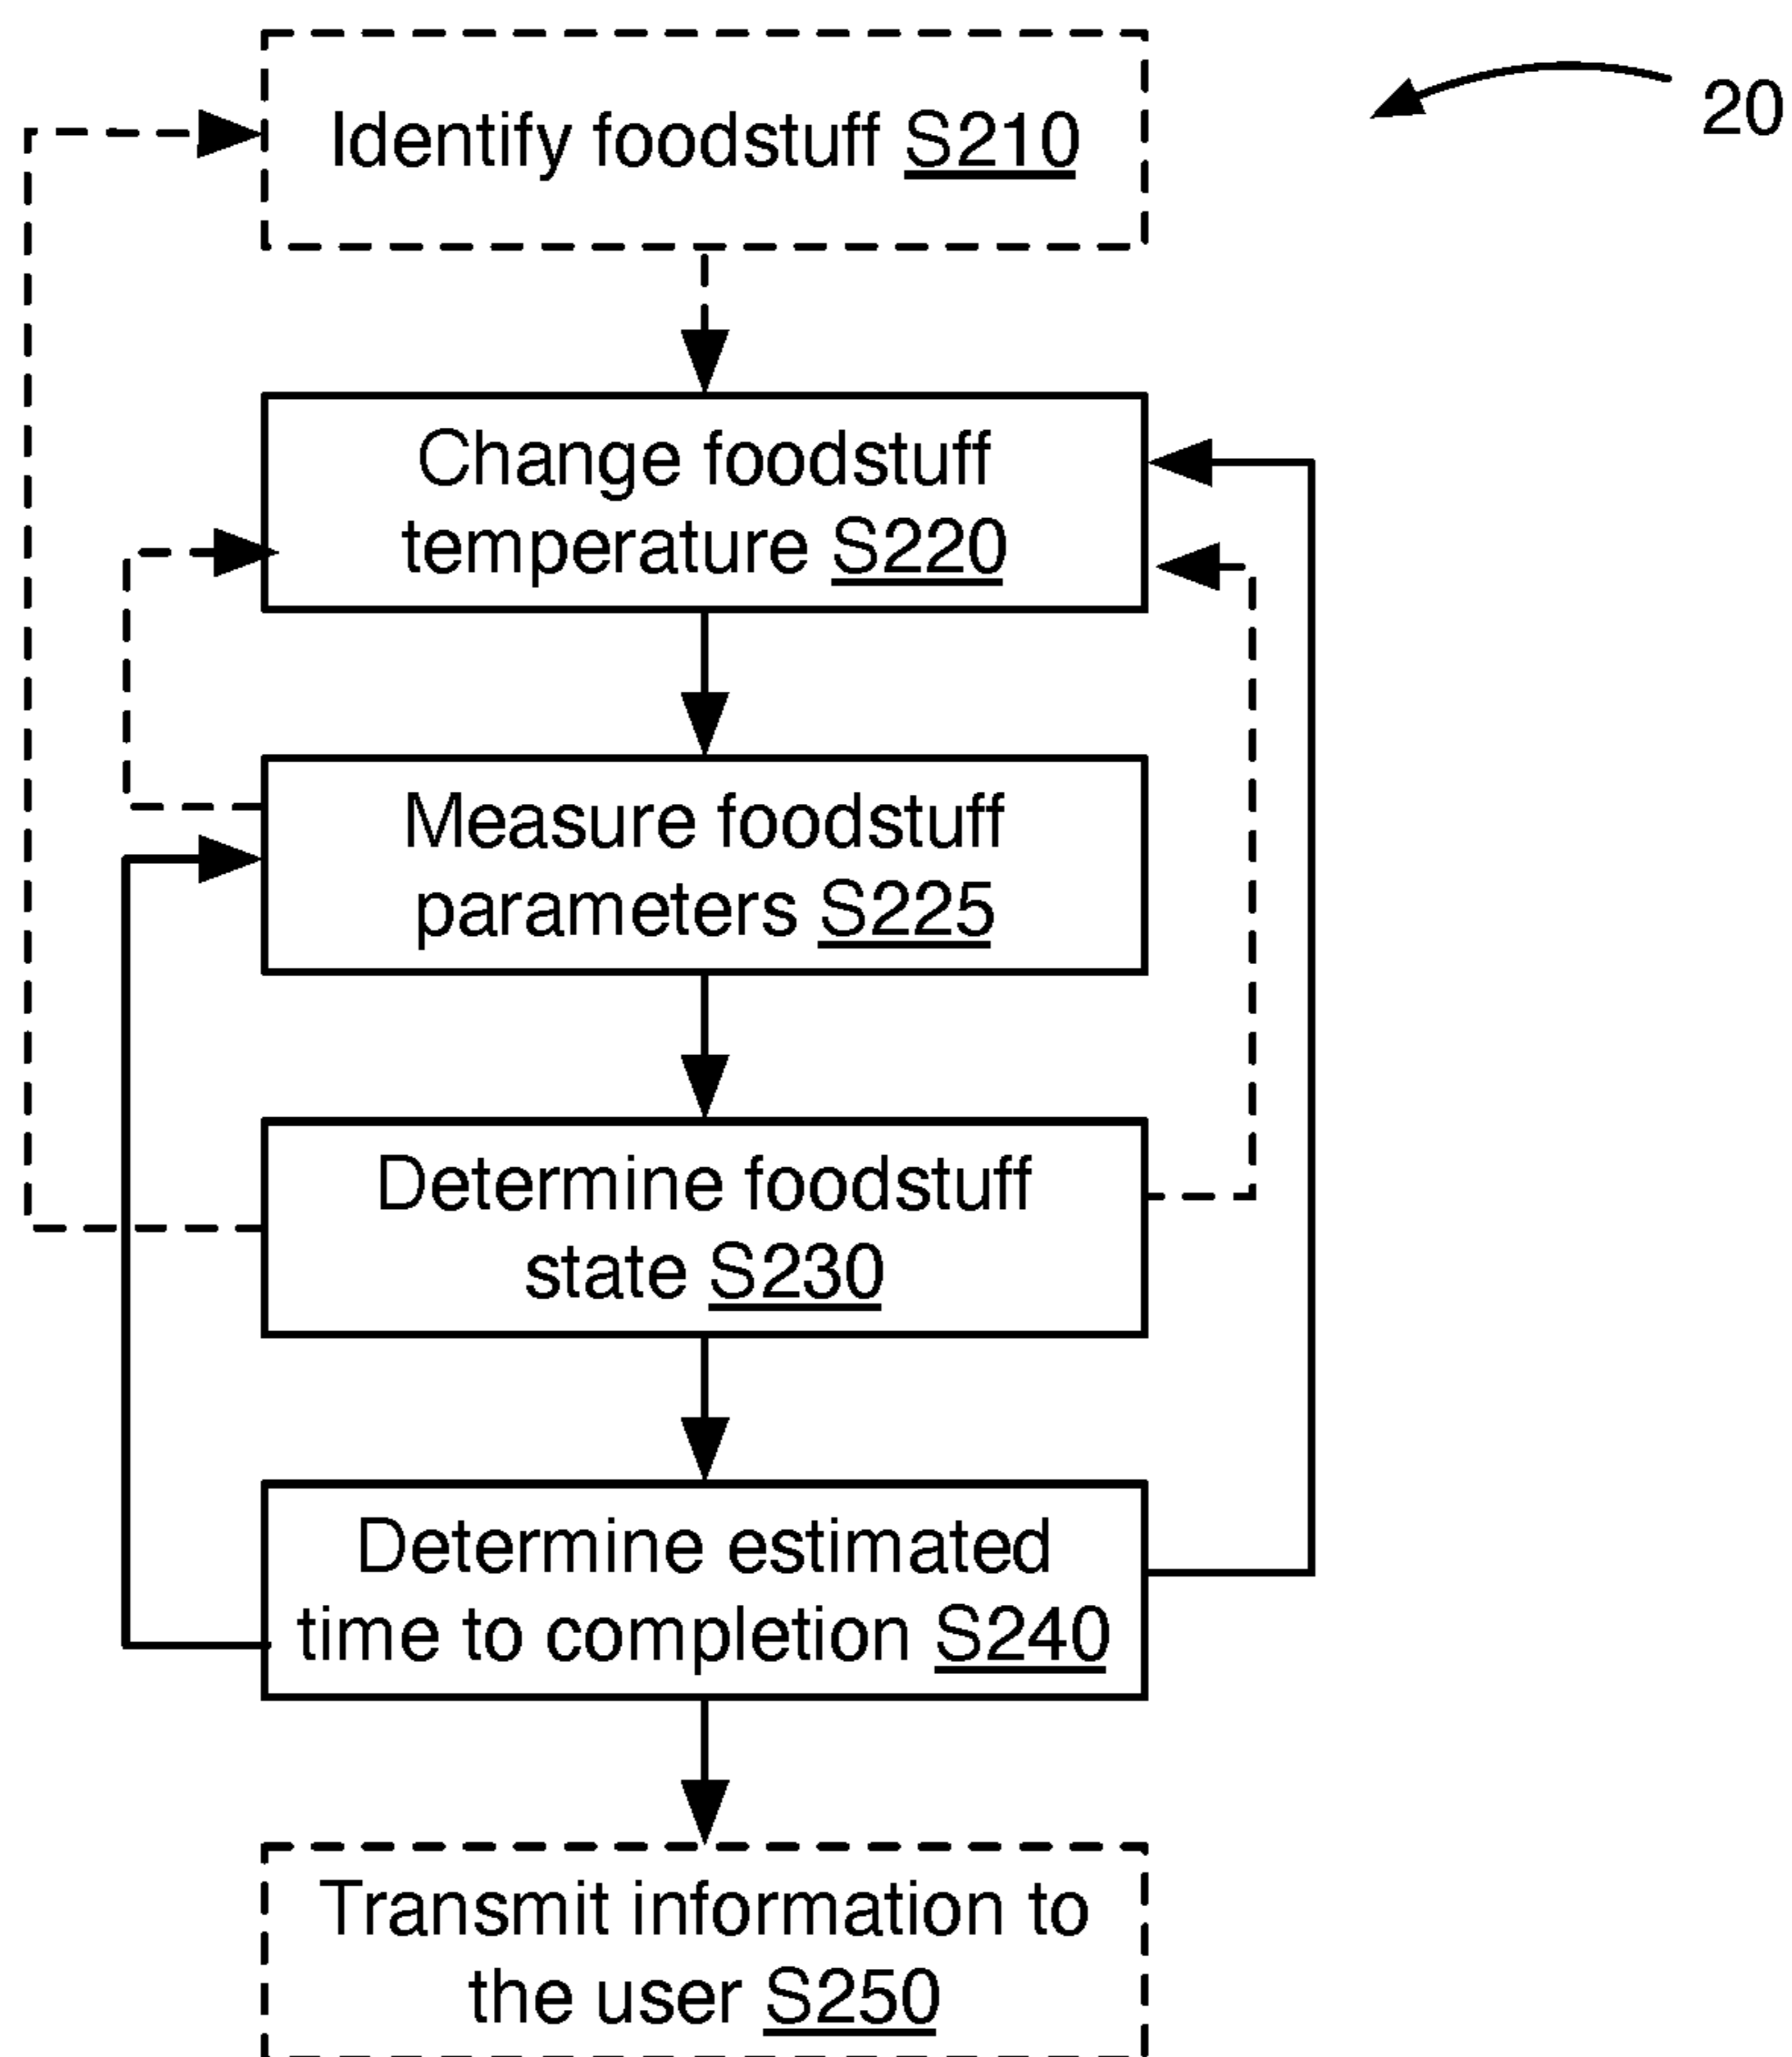 20
Identify foodstuff S210
Change foodstuff
temperature S220
Measure foodstuff
parameters S225
Determine foodstuff
state S230
Determine estimated
time to completion S240
Transmit information to
the user S250